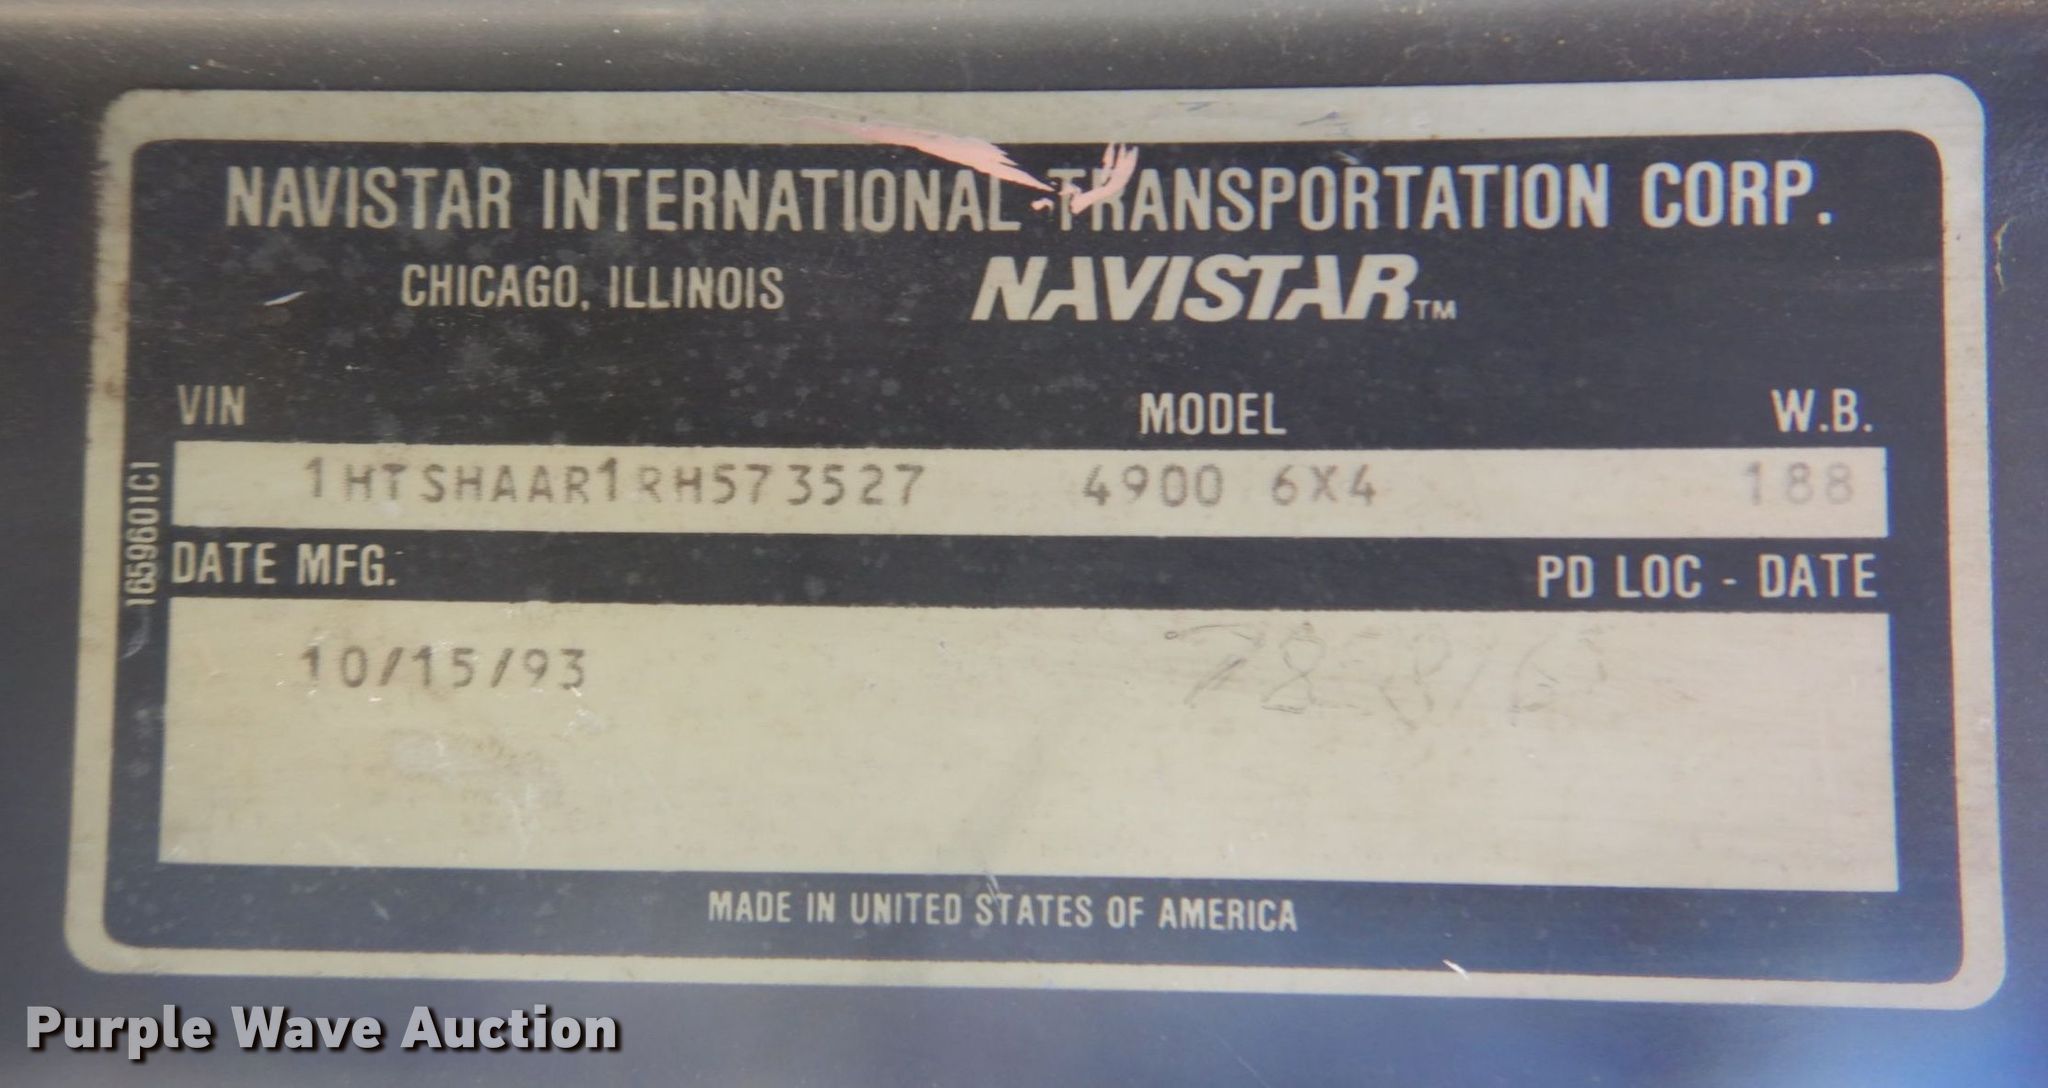 NAVISTAR INTERNATIONAL TRANSPORTATION CORP.
CHICAGO, ILLINOIS NAVISTAR™
VIN MODEL W.B.
1HTSHAAR1RH573527 4900 6X4 188
1659601C1
DATE MFG. PD LOC - DATE
10/15/93
MADE IN UNITED STATES OF AMERICA
Purple Wave Auction